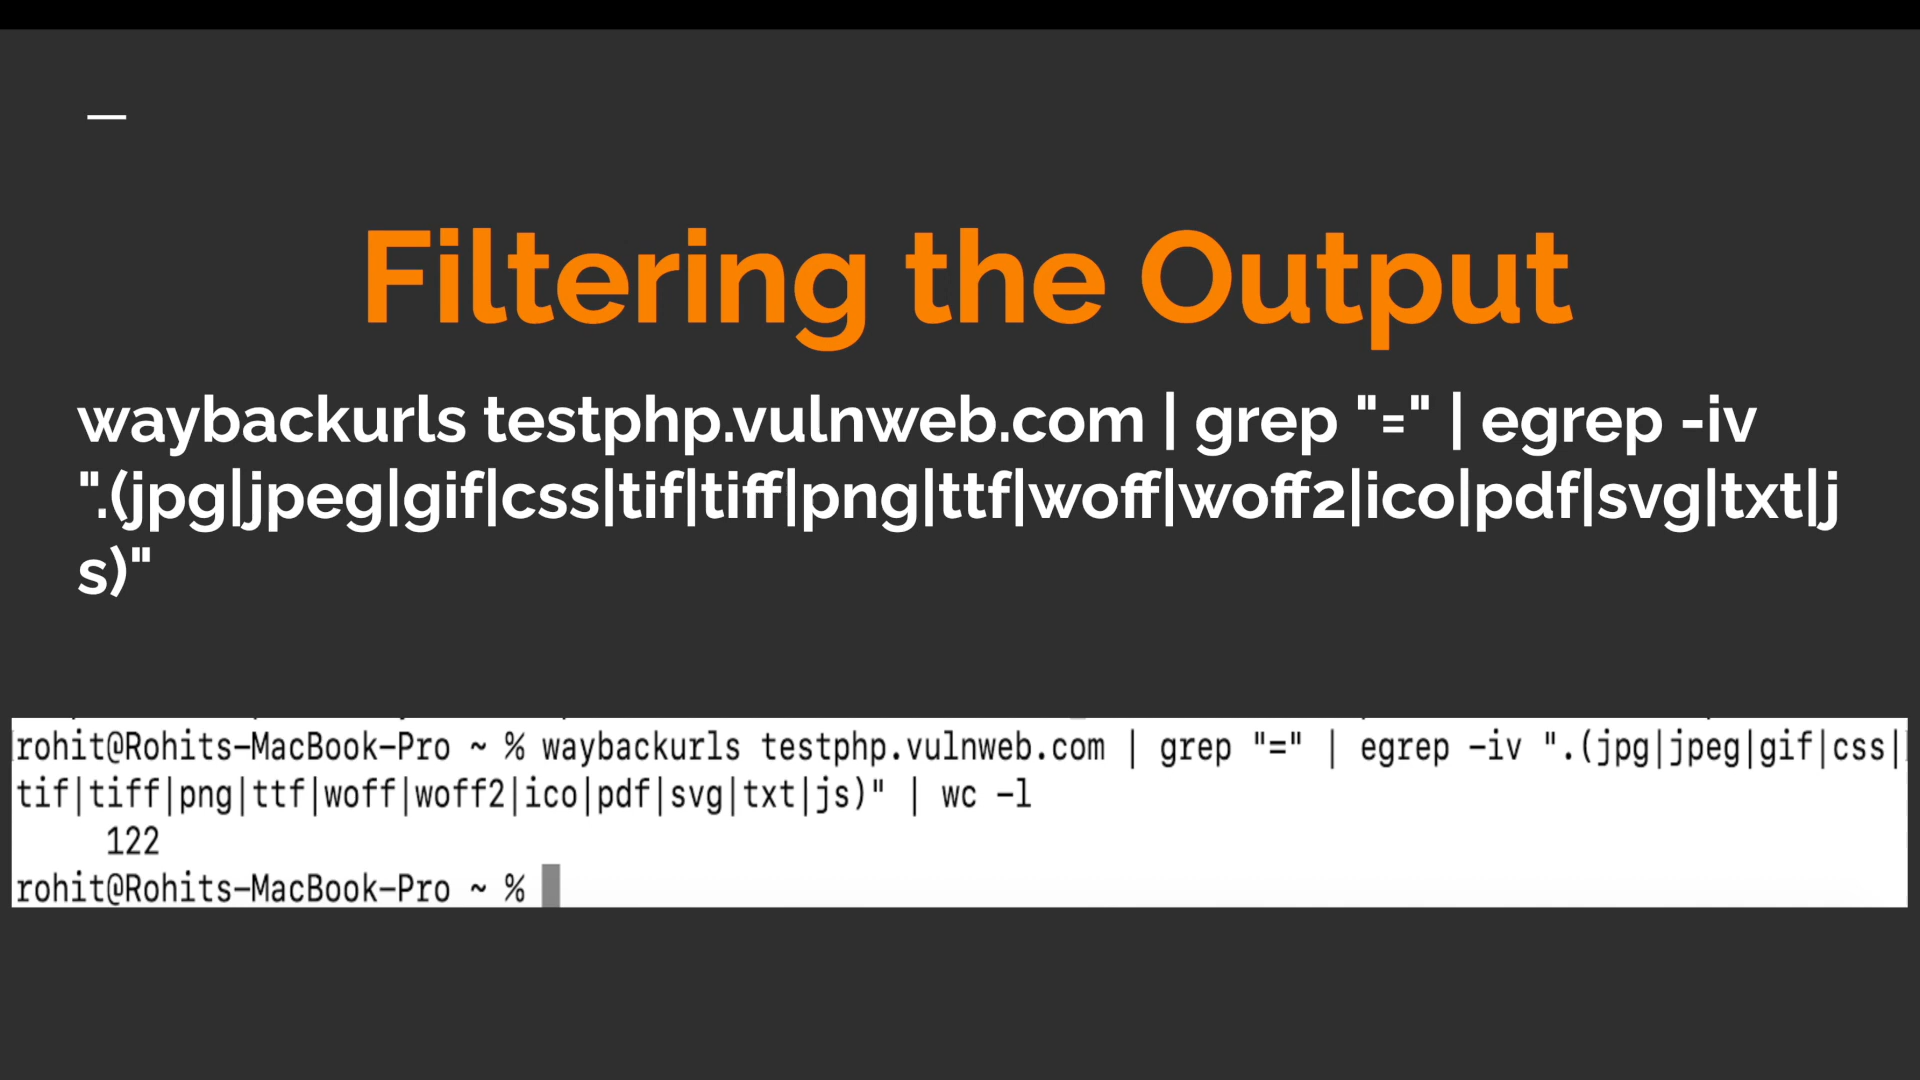 Filtering the Output
waybackurls testphp.vulnweb.com | grep "=" | egrep -iv
".(jpg|jpeg|gif|css|tif|tiff|png|ttf|woff|woff2|ico|pdf|svg|txt|j
s)"
rohit@Rohits-MacBook-Pro ~ % waybackurls testphp.vulnweb.com | grep "=" | egrep -iv ".(jpg|jpeg|gif|css|
tif|tiff|png|ttf|woff|woff2|ico|pdf|svg|txt|js)" | wc -l
122
rohit@Rohits-MacBook-Pro ~ %